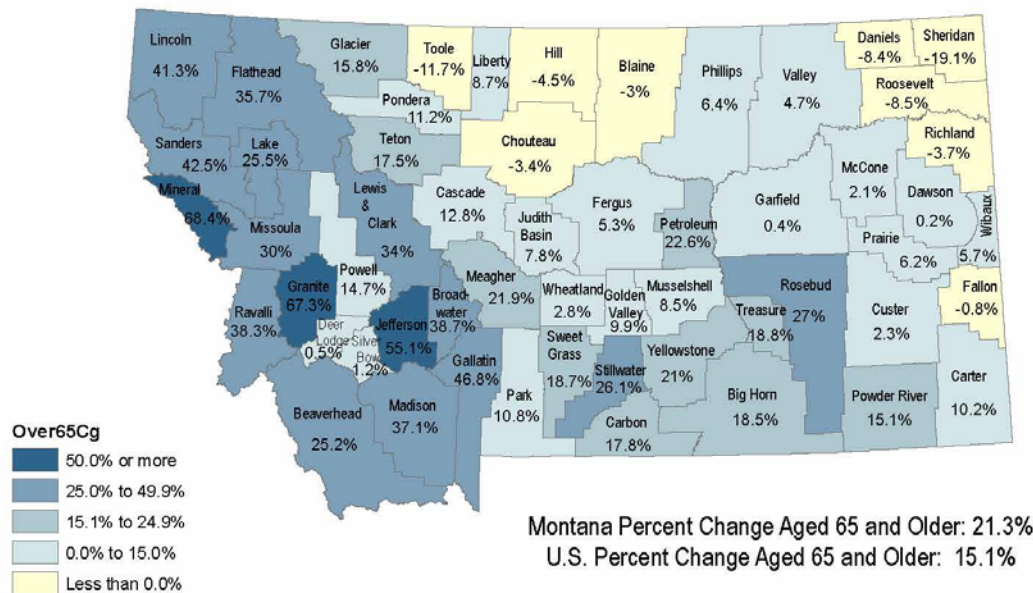 Lincoln
41.3%
Flathead
35.7%
Glacier
15.8%
Toole
-11.7%
Liberty
8.7%
Hill
-4.5%
Blaine
-3%
Phillips
6.4%
Valley
4.7%
Daniels
-8.4%
Sheridan
-19.1%
Roosevelt
-8.5%
Pondera
11.2%
Teton
17.5%
Chouteau
-3.4%
Richland
-3.7%
Sanders
42.5%
Lake
25.5%
Mineral
68.4%
Missoula
30%
Lewis
&
Clark
34%
Cascade
12.8%
Judith
Basin
7.8%
Fergus
5.3%
Petroleum
22.6%
Garfield
0.4%
McCone
2.1%
Dawson
0.2%
Prairie
6.2%
Wibaux
5.7%
Powell
14.7%
Granite
67.3%
Ravalli
38.3%
Deer
Lodge
0.5%
Silver
Bow
1.2%
Jefferson
55.1%
Broad-
water
38.7%
Meagher
21.9%
Wheatland
2.8%
Golden
Valley
9.9%
Musselshell
8.5%
Treasure
18.8%
Rosebud
27%
Custer
2.3%
Fallon
-0.8%
Gallatin
46.8%
Park
10.8%
Sweet
Grass
18.7%
Stillwater
26.1%
Yellowstone
21%
Big Horn
18.5%
Powder River
15.1%
Carter
10.2%
Beaverhead
25.2%
Madison
37.1%
Carbon
17.8%
Over65Cg
50.0% or more
25.0% to 49.9%
15.1% to 24.9%
0.0% to 15.0%
Less than 0.0%
Montana Percent Change Aged 65 and Older: 21.3%
U.S. Percent Change Aged 65 and Older: 15.1%